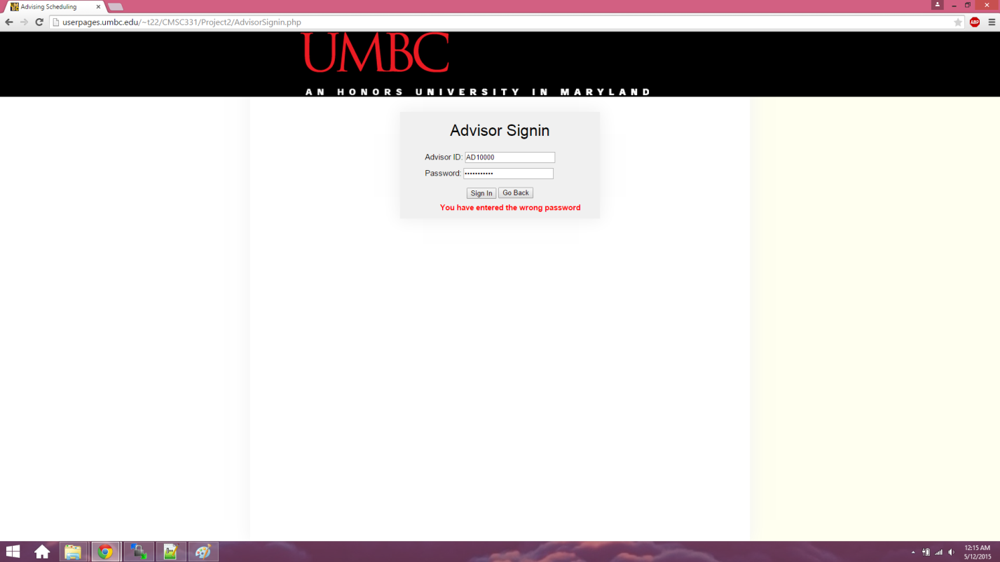 Advising Scheduling
userpages.umbc.edu/~t22/CMSC331/Project2/AdvisorSignin.php
ABP
UMBC
AN HONORS UNIVERSITY IN MARYLAND
Advisor Signin
Advisor ID: AD10000
Password: •••••••••••
Sign In Go Back
You have entered the wrong password
12:15 AM
5/12/2015